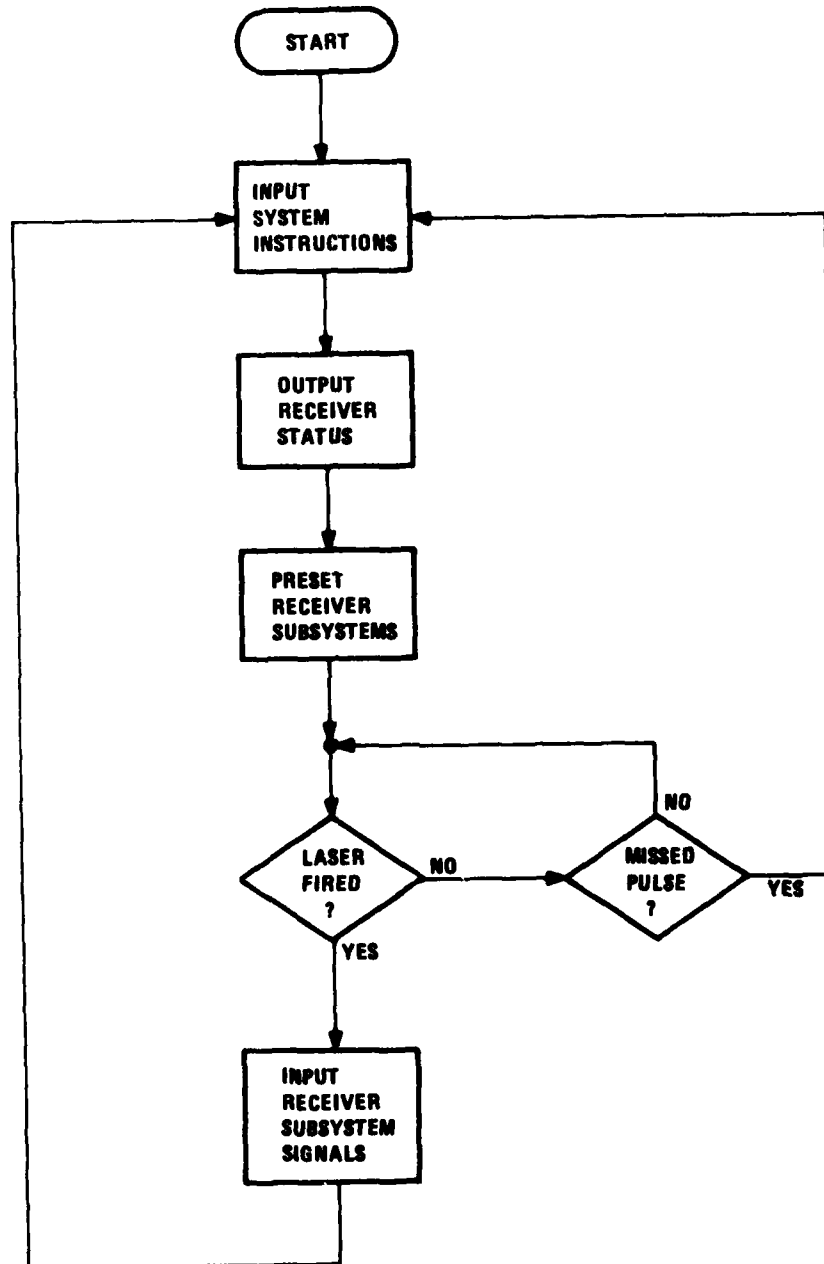 START
INPUT
SYSTEM
INSTRUCTIONS
OUTPUT
RECEIVER
STATUS
PRESET
RECEIVER
SUBSYSTEMS
LASER
FIRED
?
NO
MISSED
PULSE
?
NO
YES
YES
INPUT
RECEIVER
SUBSYSTEM
SIGNALS